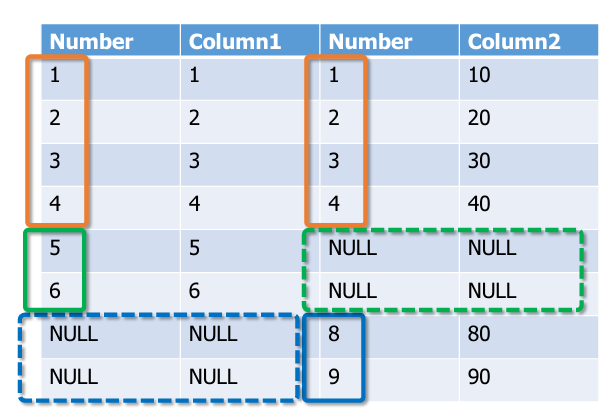 Number Column1 Number Column2
1 1 1 10
2 2 2 20
3 3 3 30
4 4 4 40
5 5 NULL NULL
6 6 NULL NULL
NULL NULL 8 80
NULL NULL 9 90